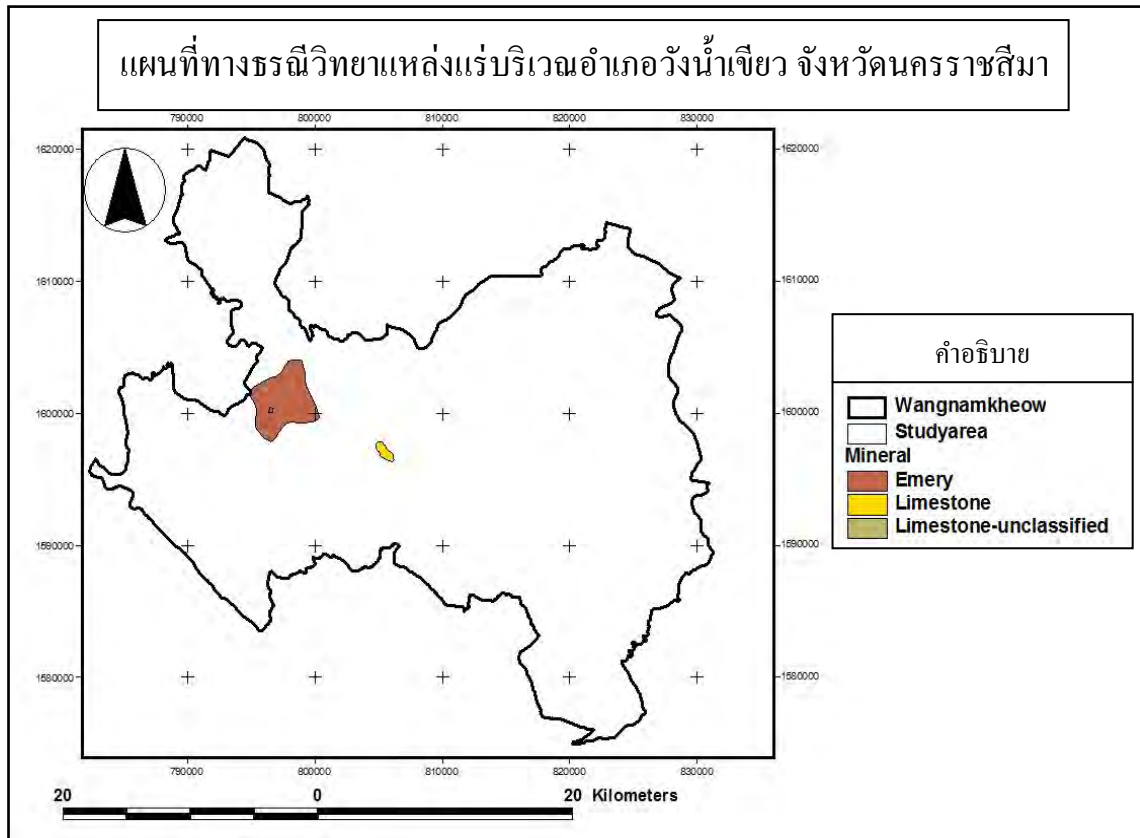 แผนที่ทางธรณีวิทยาแหล่งแร่บริเวณอำเภอวังน้ำเขียว จังหวัดนครราชสีมา
790000 800000 810000 820000 830000
1620000 1620000
1610000 1610000
1600000 1600000
1590000 1590000
1580000 1580000
790000 800000 810000 820000 830000
20 0 20 Kilometers
คำอธิบาย
Wangnamkheow
Studyarea
Mineral
Emery
Limestone
Limestone-unclassified